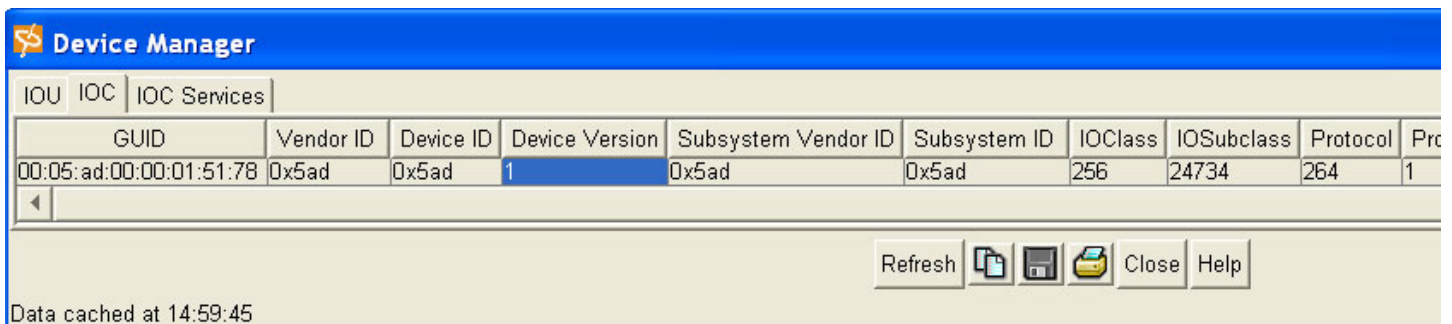 Device Manager
IOU IOC IOC Services
GUID Vendor ID Device ID Device Version Subsystem Vendor ID Subsystem ID IOClass IOSubclass Protocol Pro
00:05:ad:00:00:01:51:78 0x5ad 0x5ad 1 0x5ad 0x5ad 256 24734 264 1
Refresh Close Help
Data cached at 14:59:45